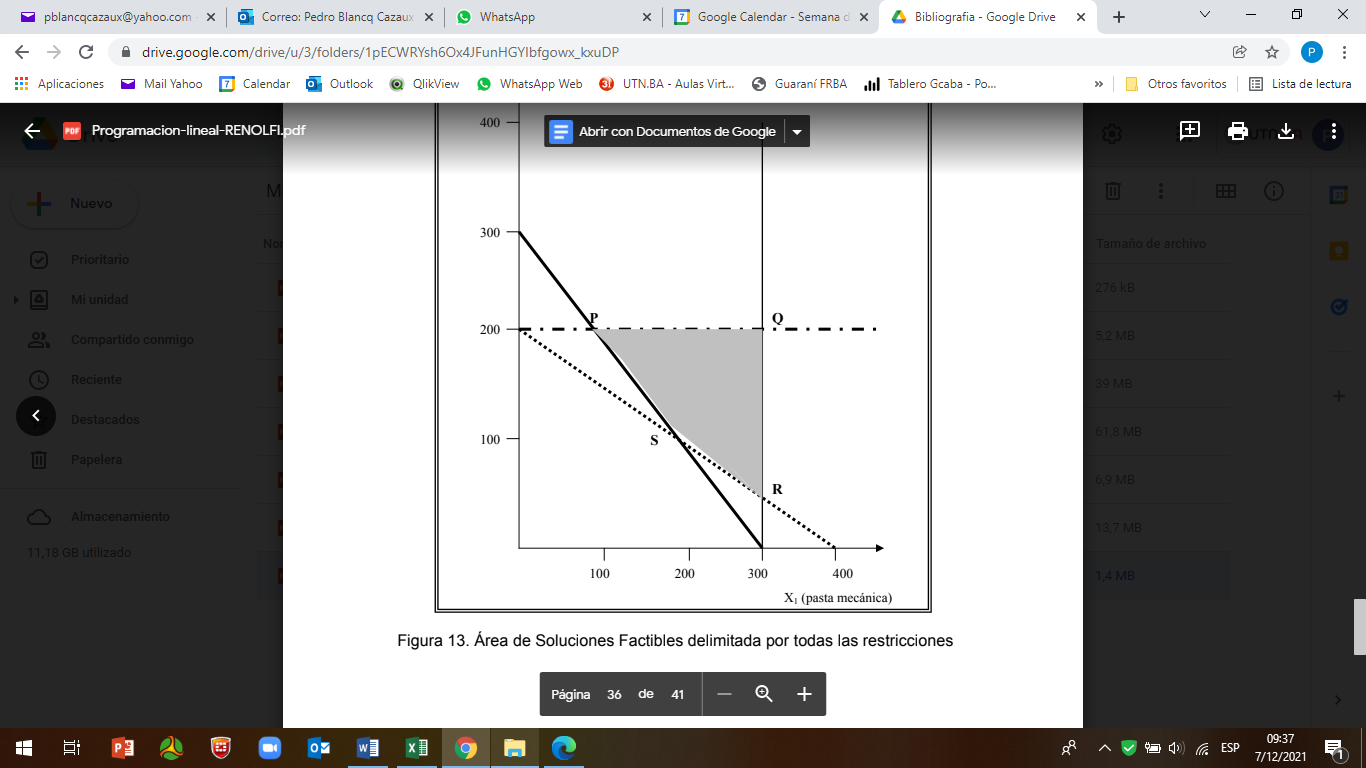 pblancqcazaux@yahoo.com
Correo: Pedro Blancq Cazaux
WhatsApp
Google Calendar - Semana d
Bibliografia - Google Drive
drive.google.com/drive/u/3/folders/1pECWRYsh6Ox4JFunHGYlbfgowx_kxuDP
P
Aplicaciones
Mail Yahoo
Calendar
Outlook
QlikView
WhatsApp Web
UTN.BA - Aulas Virt...
Guaraní FRBA
Tablero Gcaba - Po...
»
Otros favoritos
Lista de lectura
PDF
Programacion-lineal-RENOLFI.pdf
Abrir con Documentos de Google
Nuevo
Prioritario
Mi unidad
Compartido conmigo
Reciente
Destacados
Papelera
Almacenamiento
11,18 GB utilizado
M
Tamaño de archivo
276 kB
5,2 MB
39 MB
61,8 MB
6,9 MB
13,7 MB
1,4 MB
400
300
P
Q
200
S
100
R
100 200 300 400
X₁ (pasta mecánica)
Figura 13. Área de Soluciones Factibles delimitada por todas las restricciones
Página 36 de 41
ESP
09:37
7/12/2021
1